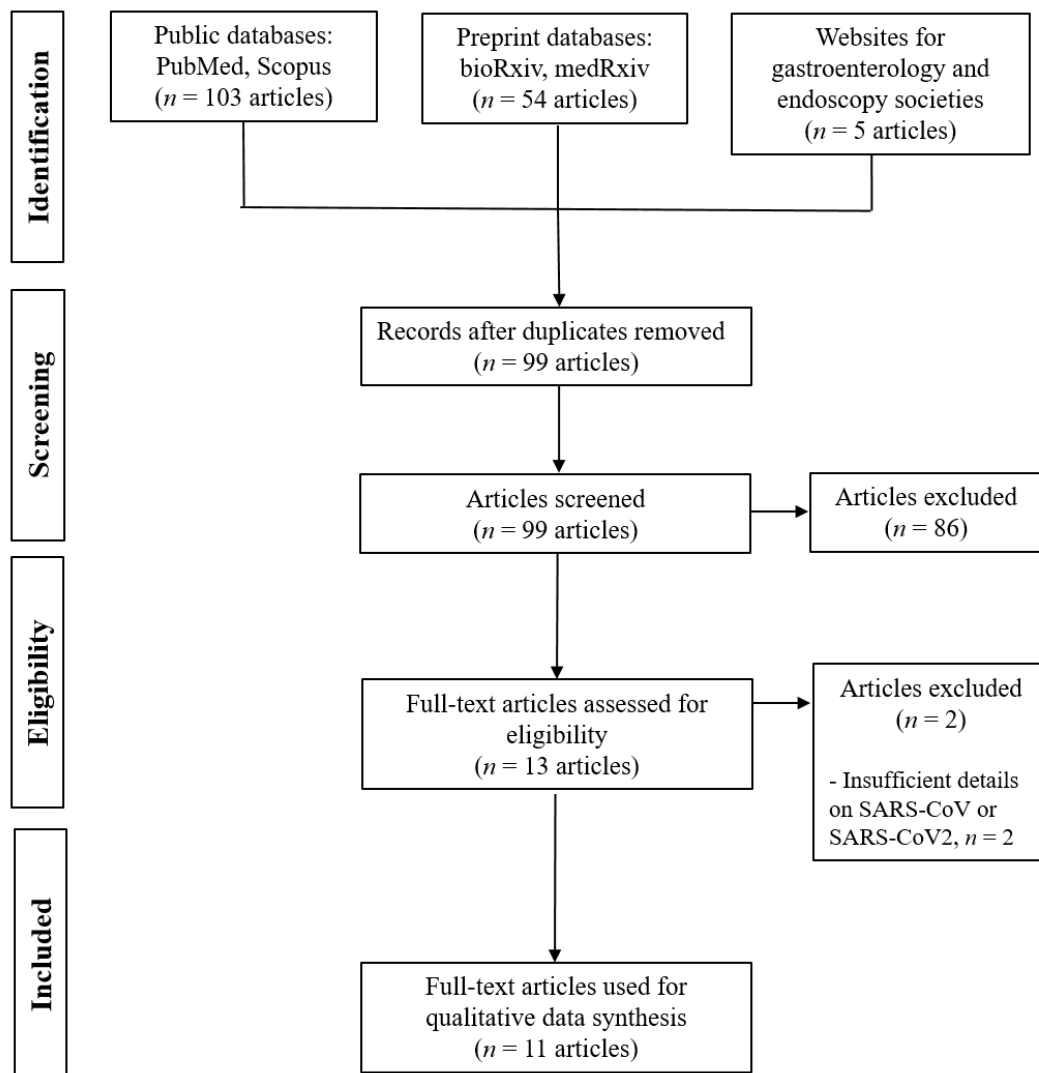 Identification
Public databases:
PubMed, Scopus
(n = 103 articles)
Preprint databases:
bioRxiv, medRxiv
(n = 54 articles)
Websites for
gastroenterology and
endoscopy societies
(n = 5 articles)
Screening
Records after duplicates removed
(n = 99 articles)
Articles screened
(n = 99 articles)
Articles excluded
(n = 86)
Eligibility
Full-text articles assessed for
eligibility
(n = 13 articles)
Articles excluded
(n = 2)
- Insufficient details
on SARS-CoV or
SARS-CoV2, n = 2
Included
Full-text articles used for
qualitative data synthesis
(n = 11 articles)